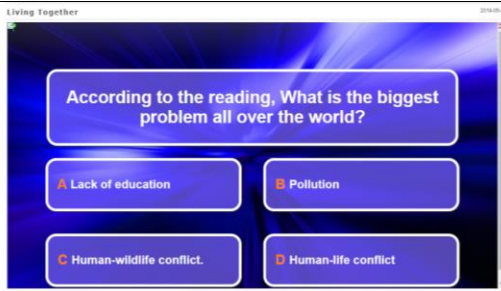 Living Together
According to the reading, What is the biggest
problem all over the world?
A Lack of education
B Pollution
C Human-wildlife conflict.
D Human-life conflict